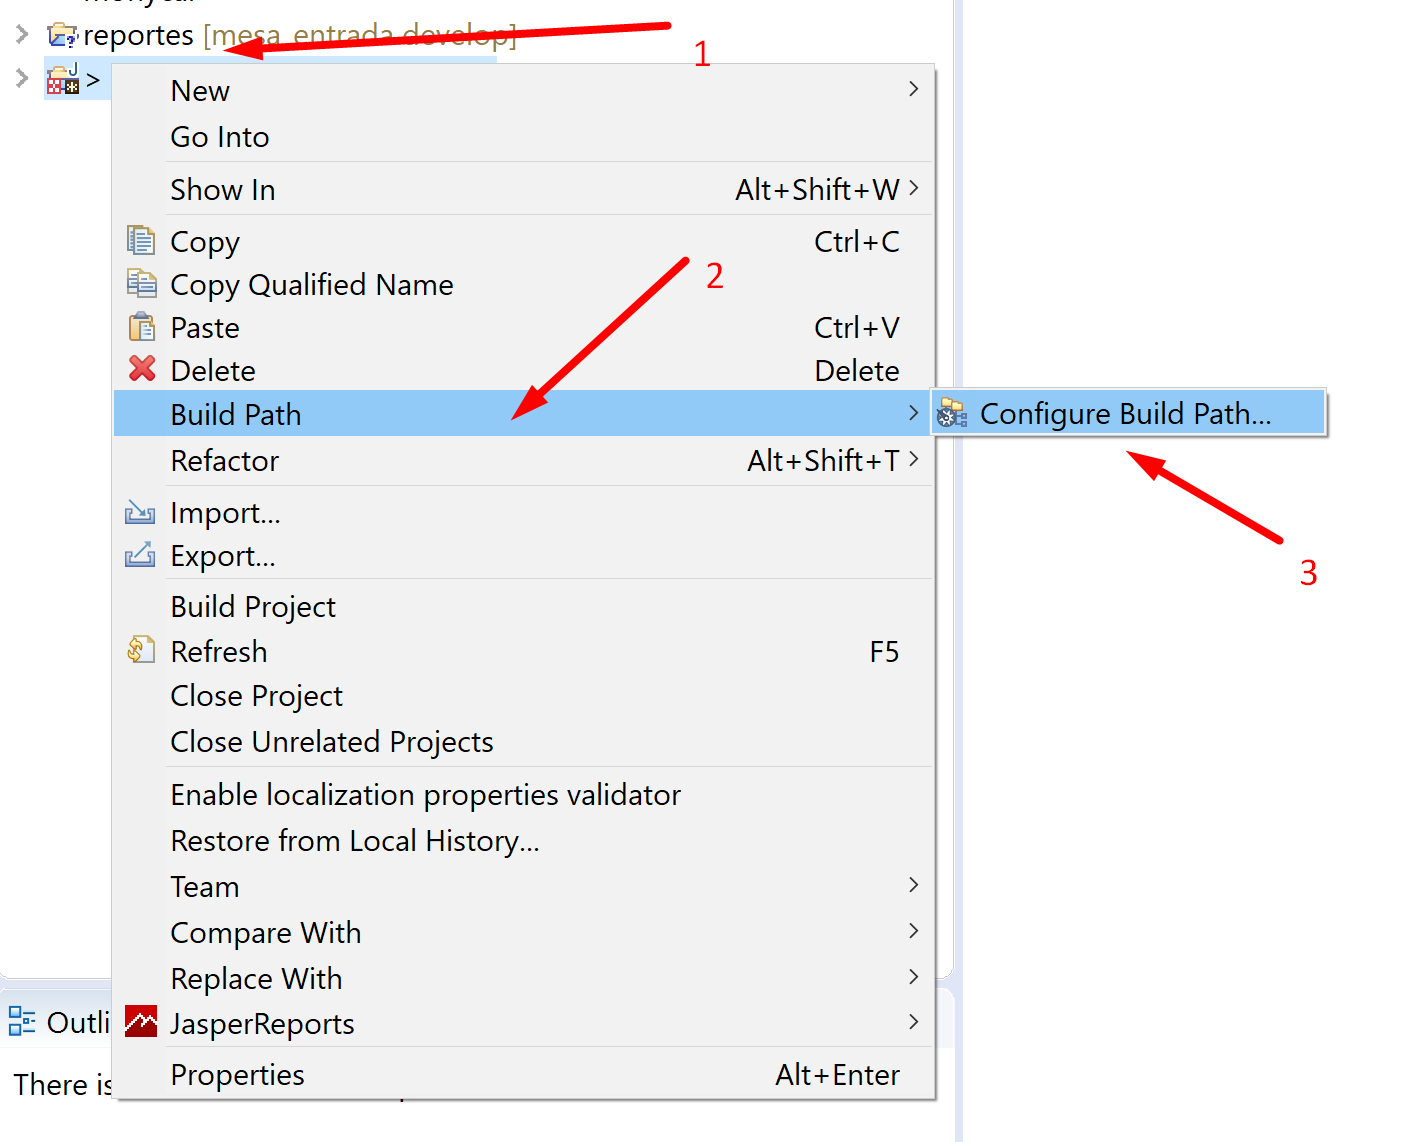 reportes [mesa_entrada develop]
1
>
New
Go Into
Show In Alt+Shift+W
Copy Ctrl+C
2
Copy Qualified Name
Paste Ctrl+V
Delete Delete
Build Path
Configure Build Path...
Refactor Alt+Shift+T
Import...
3
Export...
Build Project
Refresh F5
Close Project
Close Unrelated Projects
Enable localization properties validator
Restore from Local History...
Team
Compare With
Replace With
Outli
JasperReports
Properties Alt+Enter
There is